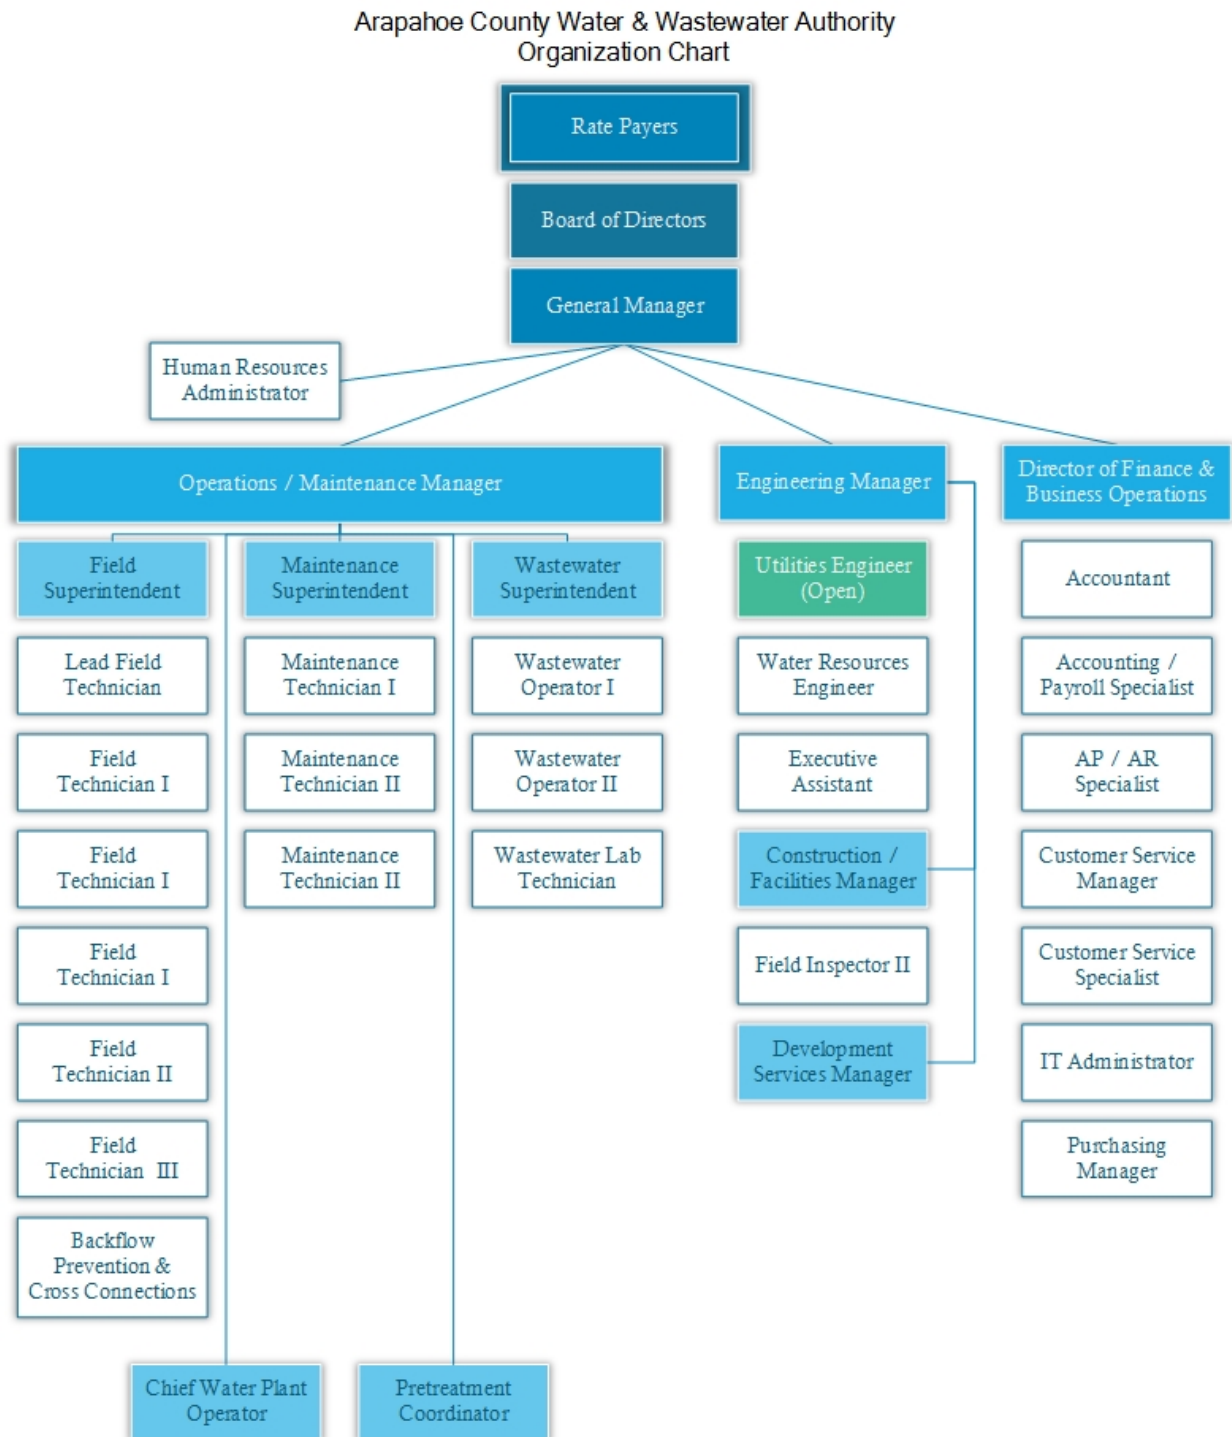 Arapahoe County Water & Wastewater Authority
Organization Chart
Rate Payers
Board of Directors
General Manager
Human Resources
Administrator
Operations / Maintenance Manager
Engineering Manager
Director of Finance &
Business Operations
Field
Superintendent
Lead Field
Technician
Field
Technician I
Field
Technician I
Field
Technician I
Field
Technician II
Field
Technician III
Backflow
Prevention &
Cross Connections
Maintenance
Superintendent
Maintenance
Technician I
Maintenance
Technician II
Maintenance
Technician II
Wastewater
Superintendent
Wastewater
Operator I
Wastewater
Operator II
Wastewater Lab
Technician
Chief Water Plant
Operator
Pretreatment
Coordinator
Utilities Engineer
(Open)
Water Resources
Engineer
Executive
Assistant
Construction /
Facilities Manager
Field Inspector II
Development
Services Manager
Accountant
Accounting /
Payroll Specialist
AP / AR
Specialist
Customer Service
Manager
Customer Service
Specialist
IT Administrator
Purchasing
Manager